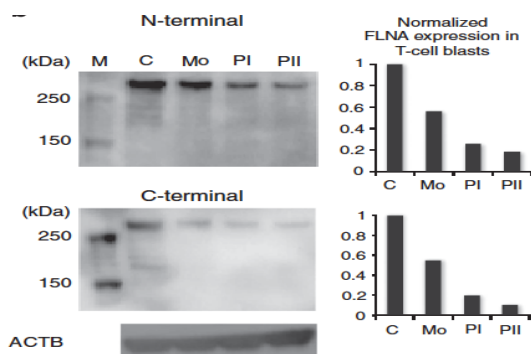 N-terminal
(kDa) M C Mo PI PII
250
150
C-terminal
(kDa)
250
150
ACTB
Normalized
FLNA expression in
T-cell blasts
1
0.8
0.6
0.4
0.2
0
C Mo PI PII
1
0.8
0.6
0.4
0.2
0
C Mo PI PII